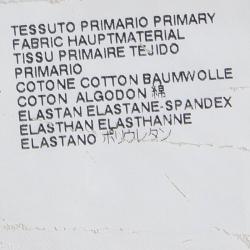 TESSUTO PRIMARIO PRIMARY
FABRIC HAUPTMATERIAL
TISSU PRIMAIRE TEJIDO
PRIMARIO
COTONE COTTON BAUMWOLLE
COTON ALGODON 綿
ELASTAN ELASTANE-SPANDEX
ELASTHAN ELASTHANNE
ELASTANO ポリウレタン